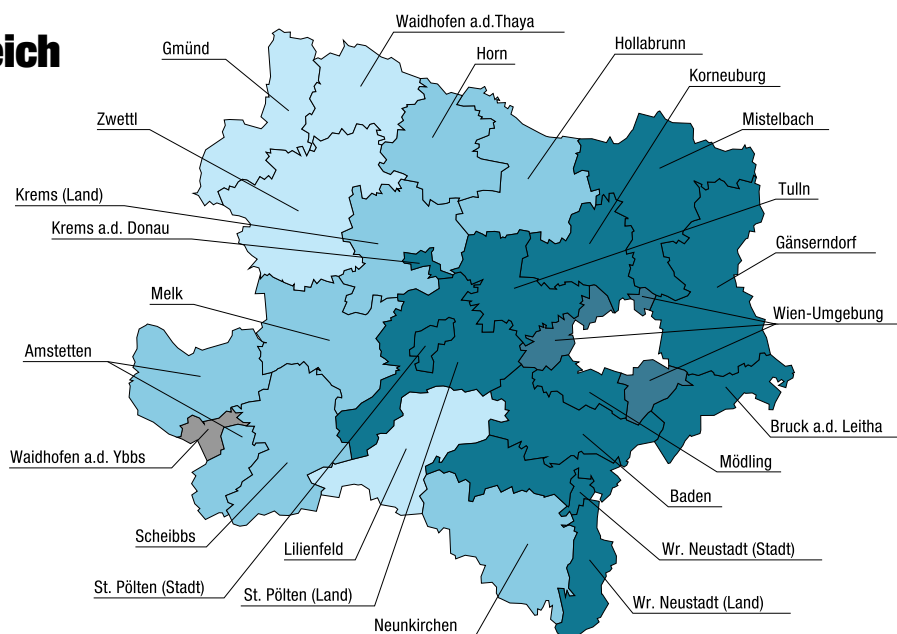 eich
Waidhofen a.d.Thaya
Gmünd
Horn
Hollabrunn
Korneuburg
Zwettl
Mistelbach
Krems (Land)
Tulln
Krems a.d. Donau
Gänserndorf
Melk
Wien-Umgebung
Amstetten
Bruck a.d. Leitha
Waidhofen a.d. Ybbs
Mödling
Baden
Scheibbs
Lilienfeld
Wr. Neustadt (Stadt)
St. Pölten (Stadt)
St. Pölten (Land)
Wr. Neustadt (Land)
Neunkirchen